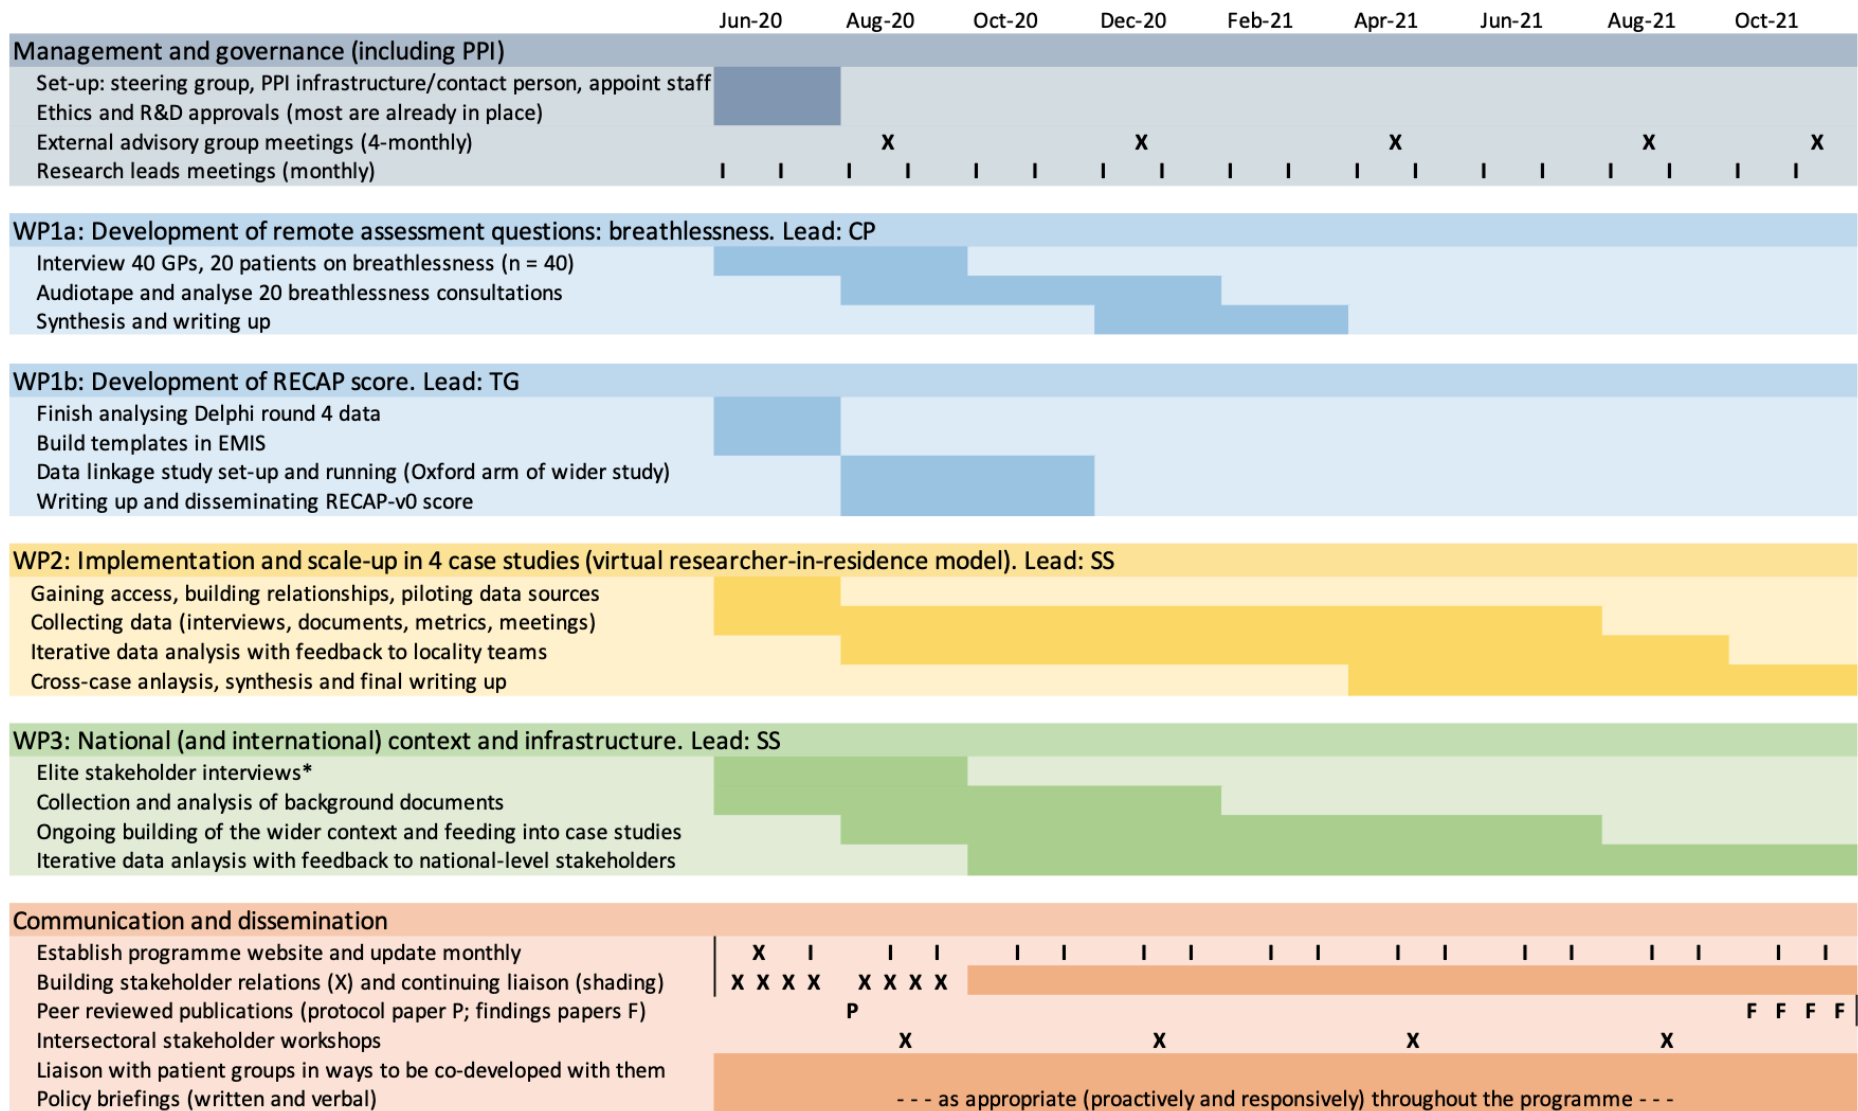 Jun-20 Aug-20 Oct-20 Dec-20 Feb-21 Apr-21 Jun-21 Aug-21 Oct-21
Management and governance (including PPI)
Set-up: steering group, PPI infrastructure/contact person, appoint staff
Ethics and R&D approvals (most are already in place)
External advisory group meetings (4-monthly) X X X X X
Research leads meetings (monthly) I I I I I I I I I I I I I I I I I I
WP1a: Development of remote assessment questions: breathlessness. Lead: CP
Interview 40 GPs, 20 patients on breathlessness (n = 40)
Audiotape and analyse 20 breathlessness consultations
Synthesis and writing up
WP1b: Development of RECAP score. Lead: TG
Finish analysing Delphi round 4 data
Build templates in EMIS
Data linkage study set-up and running (Oxford arm of wider study)
Writing up and disseminating RECAP-v0 score
WP2: Implementation and scale-up in 4 case studies (virtual researcher-in-residence model). Lead: SS
Gaining access, building relationships, piloting data sources
Collecting data (interviews, documents, metrics, meetings)
Iterative data analysis with feedback to locality teams
Cross-case anlaysis, synthesis and final writing up
WP3: National (and international) context and infrastructure. Lead: SS
Elite stakeholder interviews*
Collection and analysis of background documents
Ongoing building of the wider context and feeding into case studies
Iterative data anlaysis with feedback to national-level stakeholders
Communication and dissemination
Establish programme website and update monthly X I I I I I I I I I I I I I I I I I
Building stakeholder relations (X) and continuing liaison (shading) X X X X X X X X
Peer reviewed publications (protocol paper P; findings papers F) P F F F F
Intersectoral stakeholder workshops X X X X
Liaison with patient groups in ways to be co-developed with them
Policy briefings (written and verbal) - - - as appropriate (proactively and responsively) throughout the programme - - -